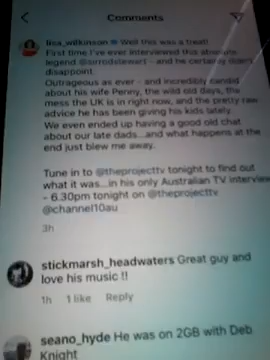 Comments
lisa_wilkinson Well this was a treat!
First time I've ever interviewed this absolute
legend @sirrodstewart - and he certainly didn't
disappoint.
Outrageous as ever - and incredibly candid
about his wife Penny, the wild old days, the
mess the UK is in right now, and the pretty raw
advice he has been giving his kids lately.
We even ended up having a good old chat
about our late dads...and what happens at the
end just blew me away.
Tune in to @theprojecttv tonight to find out
what it was...in his only Australian TV interview
- 6.30pm tonight on @theprojecttv
@channel10au
3h
stickmarsh_headwaters Great guy and
love his music !!
1h 1 like Reply
seano_hyde He was on 2GB with Deb
Knight